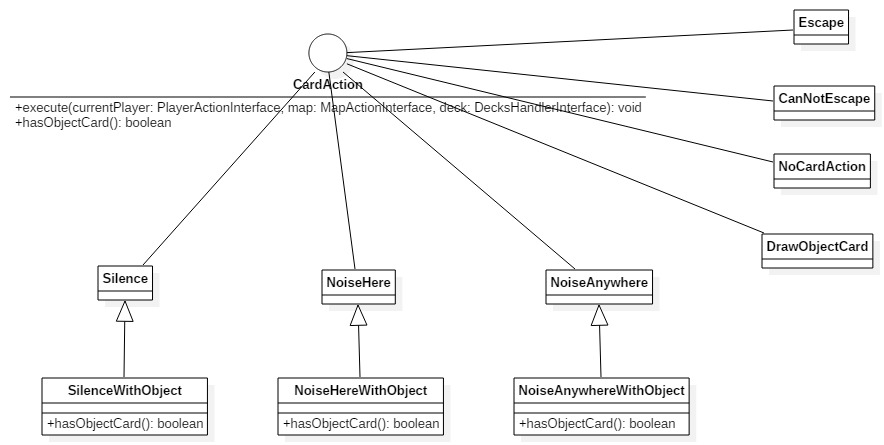 Escape
CardAction
+execute(currentPlayer: PlayerActionInterface, map: MapActionInterface, deck: DecksHandlerInterface): void
+hasObjectCard(): boolean
CanNotEscape
NoCardAction
DrawObjectCard
Silence
NoiseHere
NoiseAnywhere
SilenceWithObject
+hasObjectCard(): boolean
NoiseHereWithObject
+hasObjectCard(): boolean
NoiseAnywhereWithObject
+hasObjectCard(): boolean